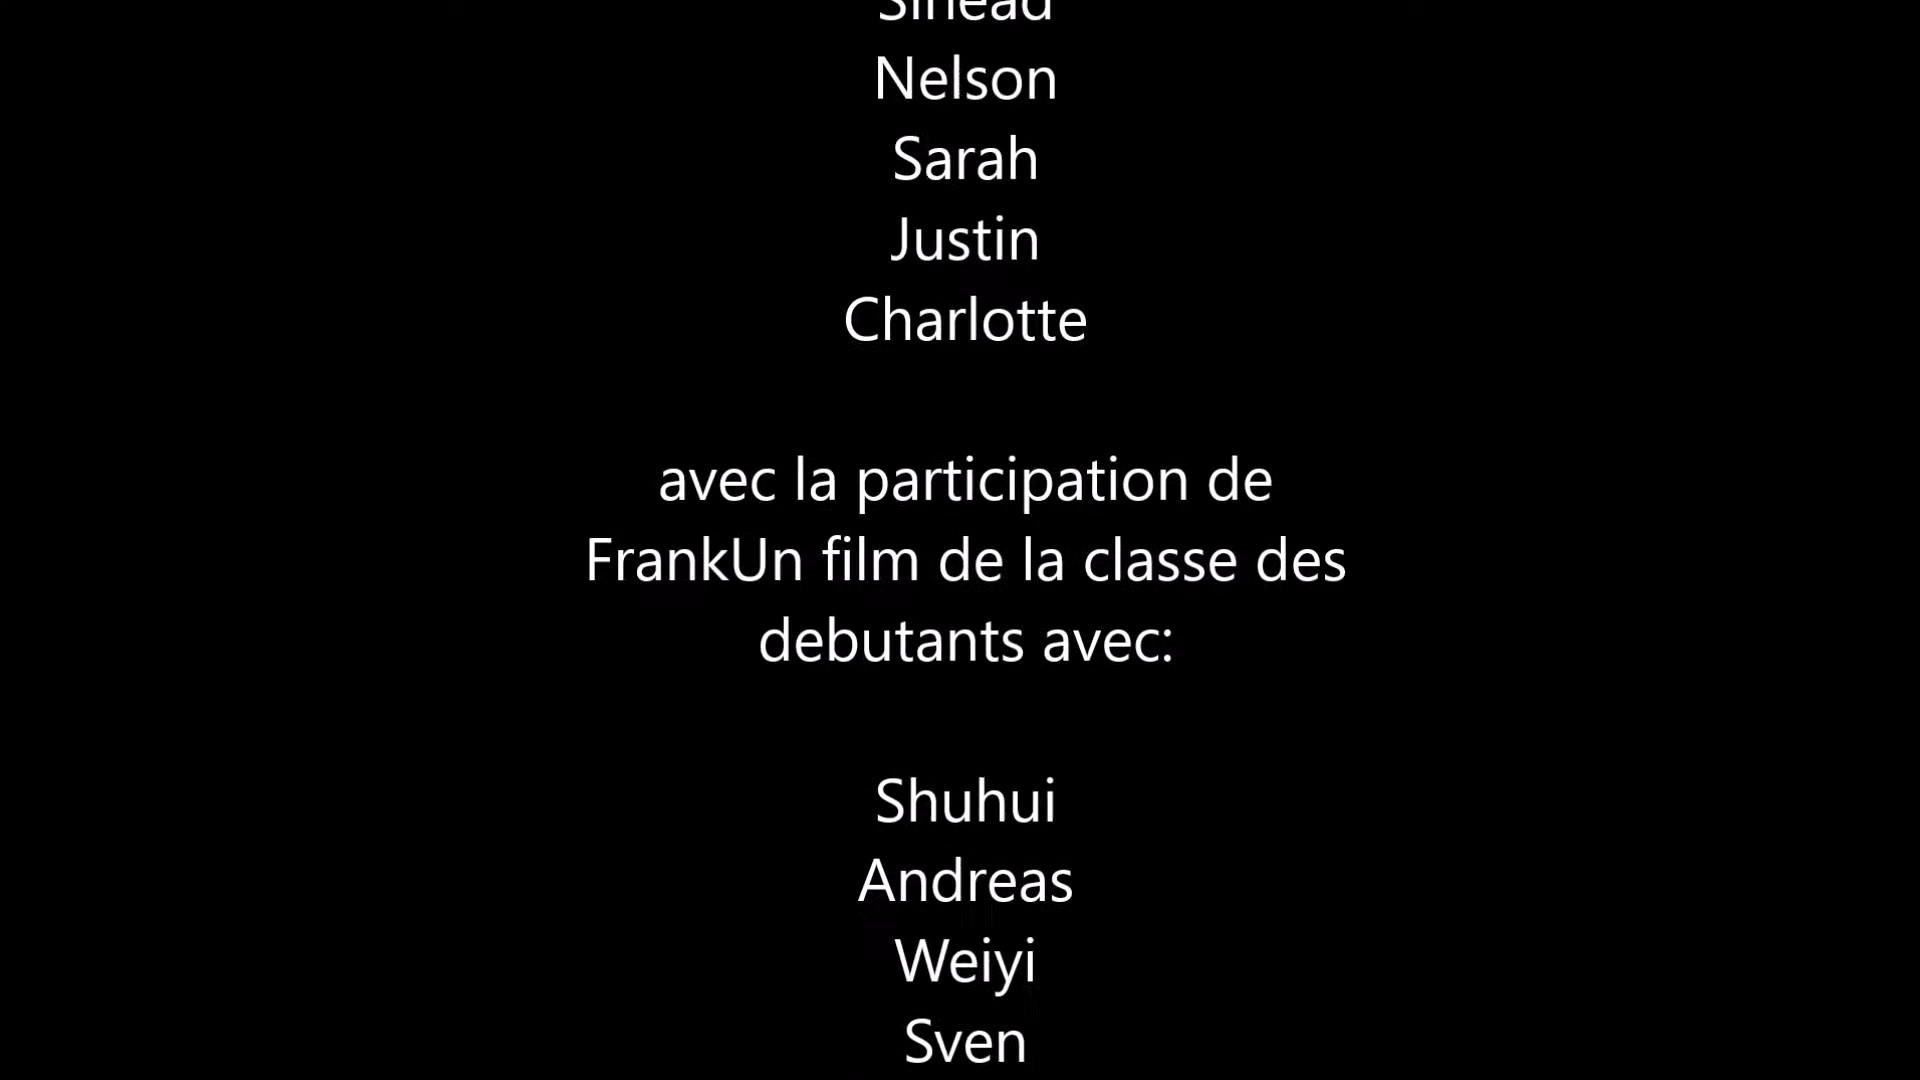 Sinead
Nelson
Sarah
Justin
Charlotte
avec la participation de
FrankUn film de la classe des
debutants avec:
Shuhui
Andreas
Weiyi
Sven